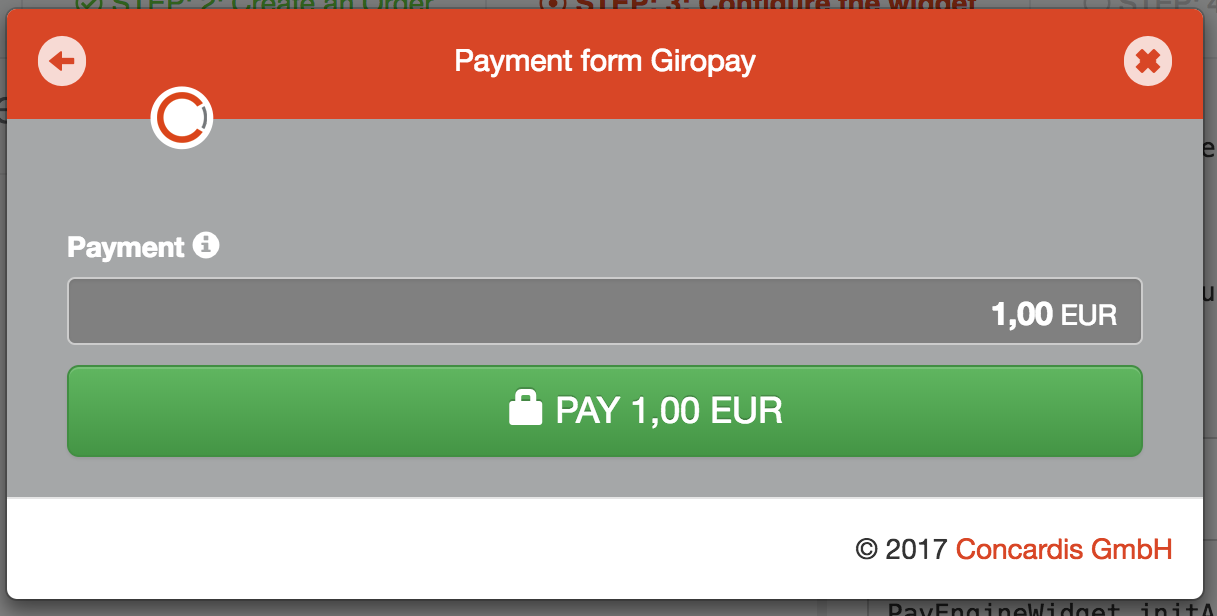 STEP: 2: Create an Order
STEP: 3: Configure the widget
STEP: 4
Payment form Giropay
Payment
1,00 EUR
PAY 1,00 EUR
© 2017 Concardis GmbH
PayEngineWidget.initA